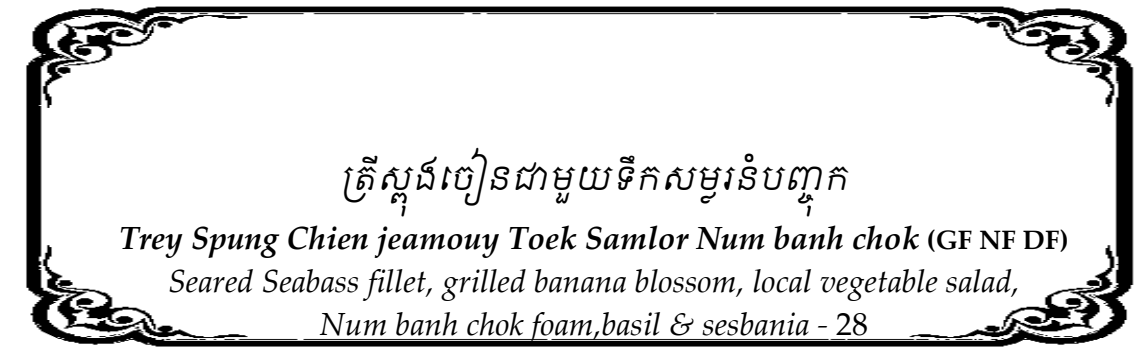 ត្រីស្ពុងចៀនជាមួយទឹកសម្លរនំបញ្ចុក
Trey Spung Chien jeamouy Toek Samlor Num banh chok (GF NF DF)
Seared Seabass fillet, grilled banana blossom, local vegetable salad,
Num banh chok foam,basil & sesbania - 28